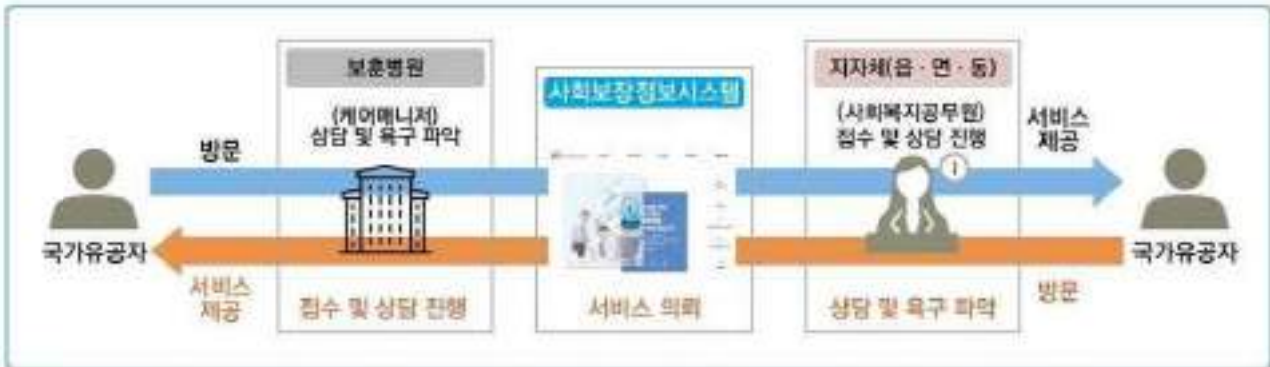 보훈병원
(케어매니저)
상담 및 욕구 파악
사회보장정보시스템
지자체(읍·면·동)
(사회복지공무원)
접수 및 상담 진행
방문
서비스
제공
국가유공자
국가유공자
서비스
제공
접수 및 상담 진행
서비스 의뢰
상담 및 욕구 파악
방문